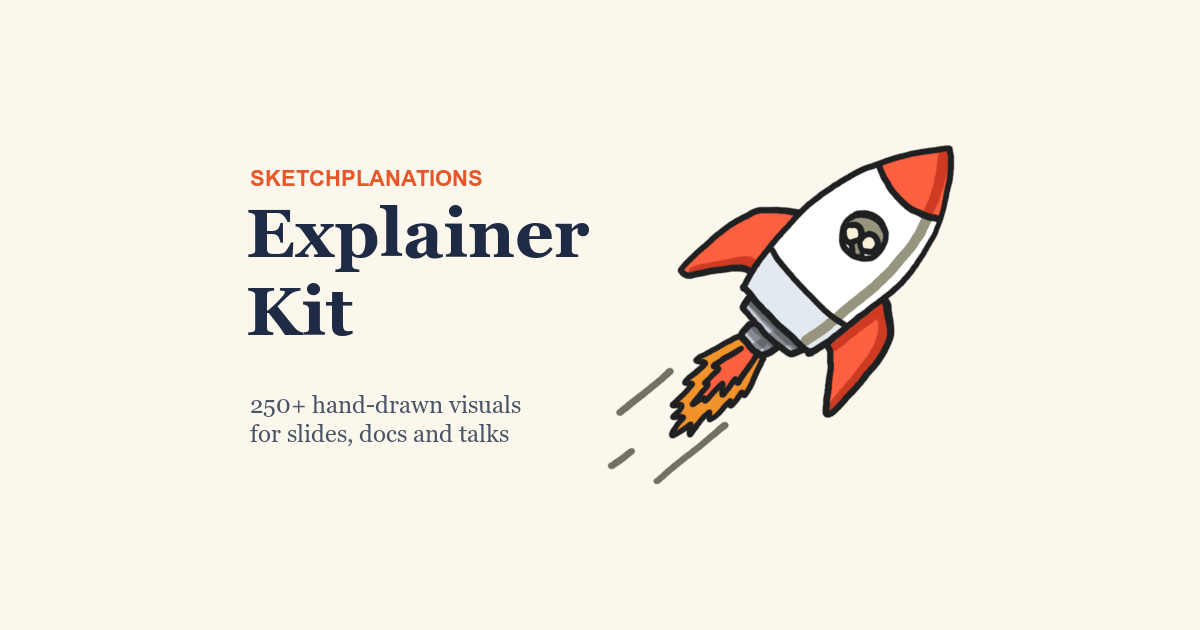 SKETCHPLANATIONS
Explainer
Kit
250+ hand-drawn visuals
for slides, docs and talks